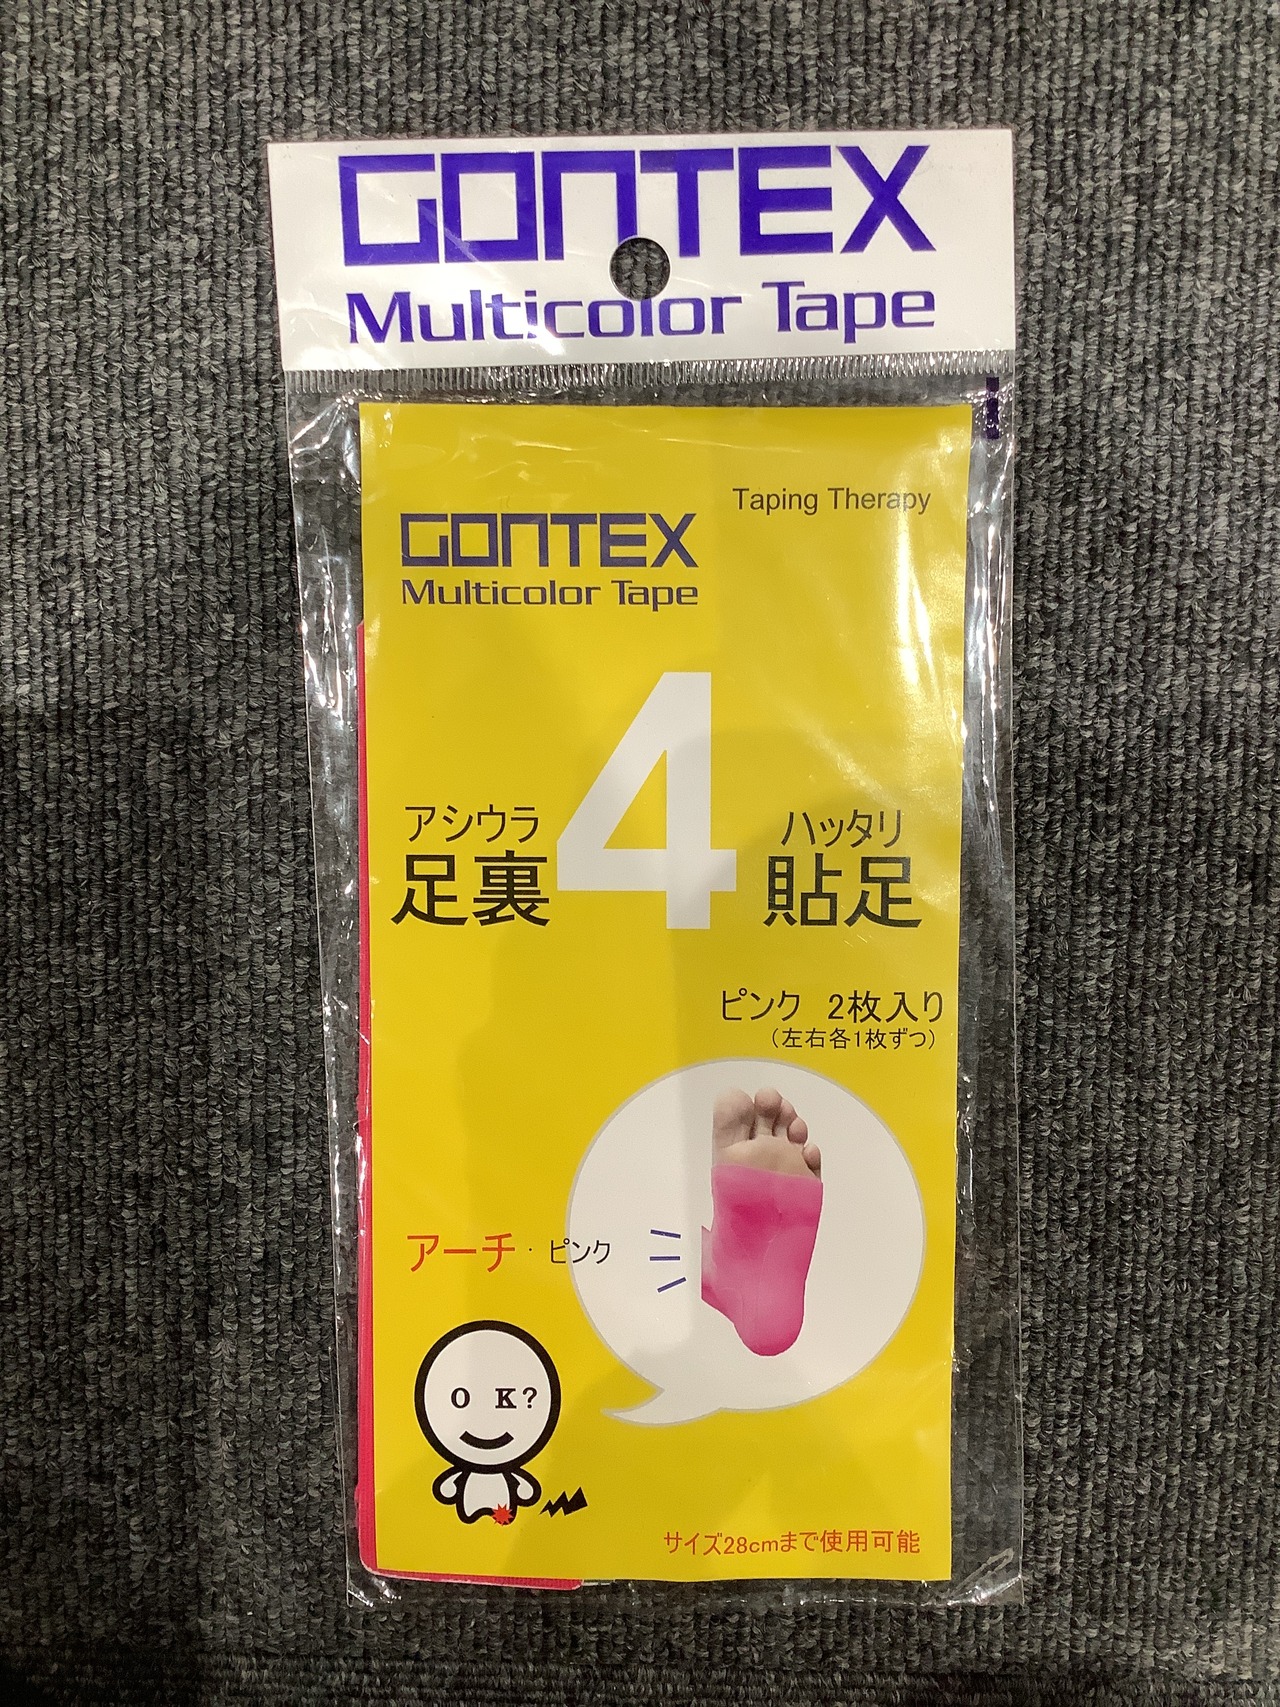 GONTEX
Multicolor Tape
Taping Therapy
GONTEX
Multicolor Tape
4
アシウラ
足裏
ハッタリ
貼足
ピンク 2枚入り
(左右各1枚ずつ)
アーチ・ピンク
O K?
サイズ28cmまで使用可能